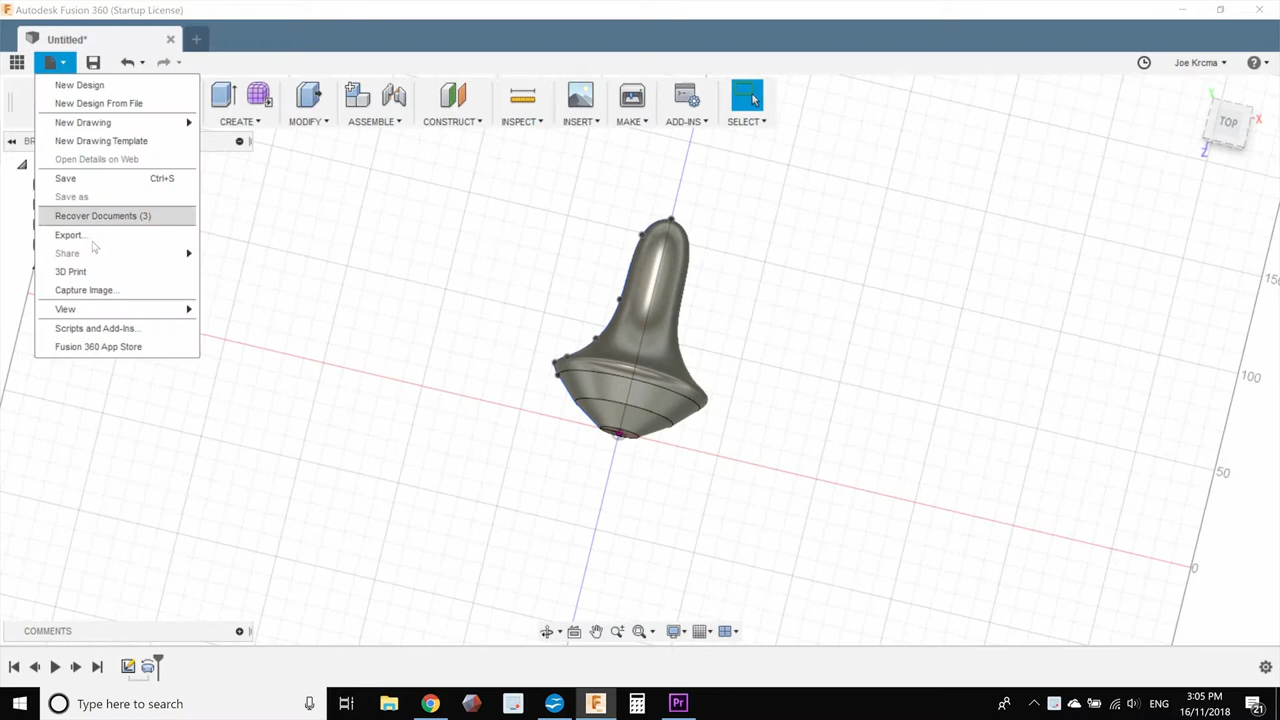 Autodesk Fusion 360 (Startup License)
Untitled*
Joe Krcma
New Design
New Design From File
New Drawing
New Drawing Template
Open Details on Web
Save Ctrl+S
Save as
Recover Documents (3)
Export...
Share
3D Print
Capture Image...
View
Scripts and Add-Ins...
Fusion 360 App Store
CREATE
MODIFY
ASSEMBLE
CONSTRUCT
INSPECT
INSERT
MAKE
ADD-INS
SELECT
BR
Y
X
TOP
Z
150
100
50
0
COMMENTS
Type here to search
ENG
3:05 PM
16/11/2018
21